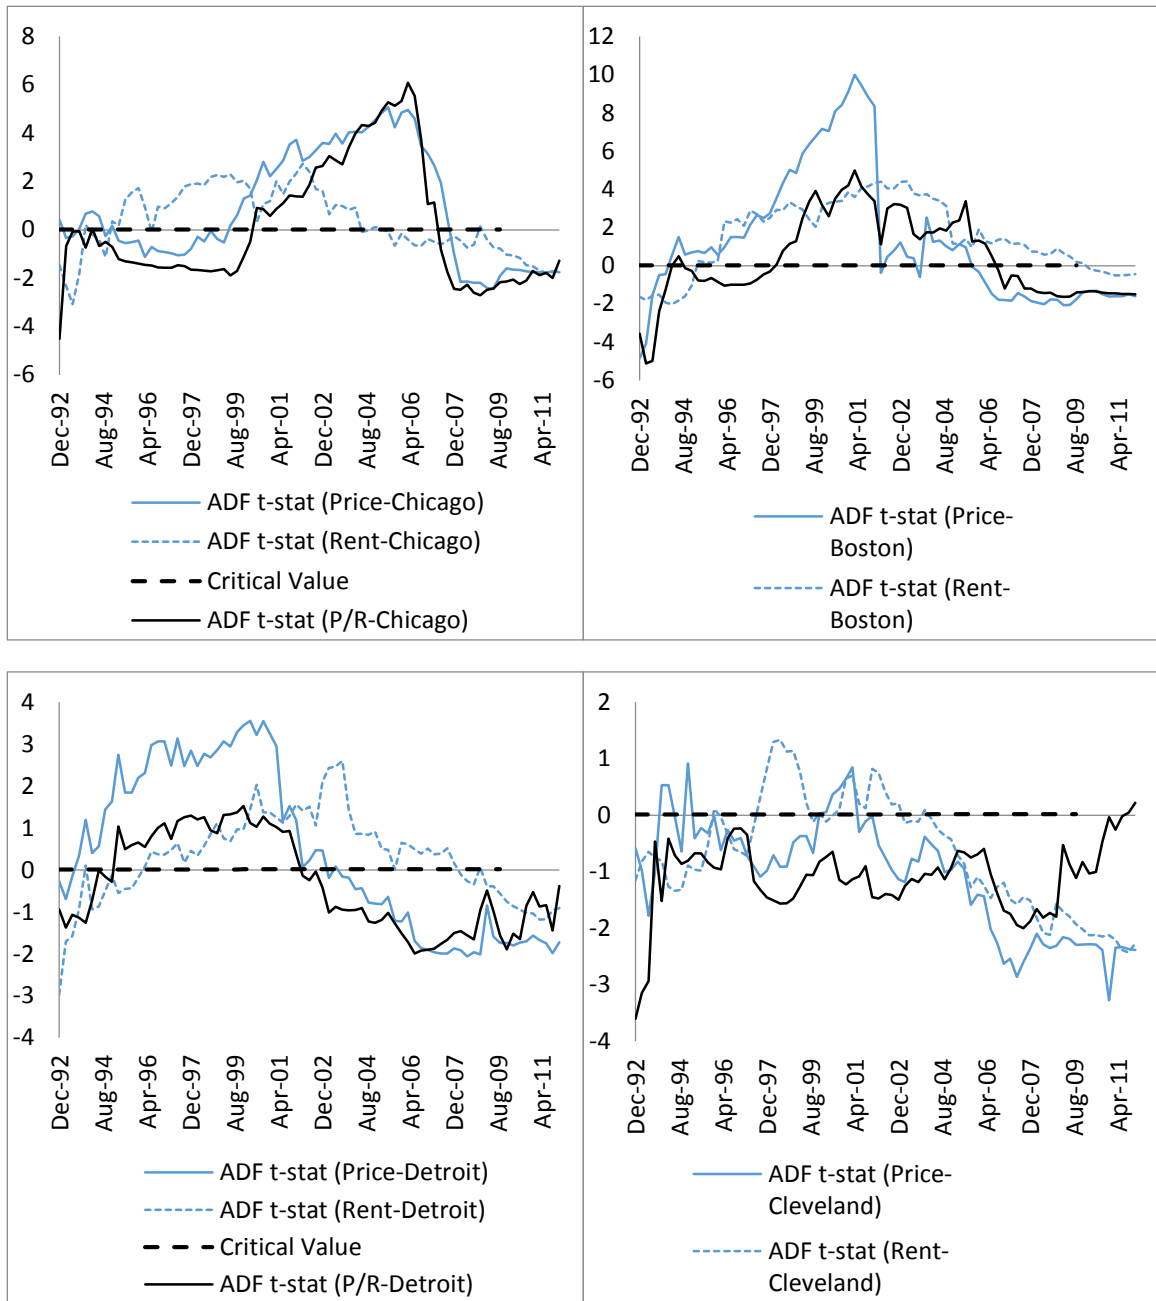 8
6
4
2
0
-2
-4
-6
Dec-92
Aug-94
Apr-96
Dec-97
Aug-99
Apr-01
Dec-02
Aug-04
Apr-06
Dec-07
Aug-09
Apr-11
ADF t-stat (Price-Chicago)
ADF t-stat (Rent-Chicago)
Critical Value
ADF t-stat (P/R-Chicago)
12
10
8
6
4
2
0
-2
-4
-6
Dec-92
Aug-94
Apr-96
Dec-97
Aug-99
Apr-01
Dec-02
Aug-04
Apr-06
Dec-07
Aug-09
Apr-11
ADF t-stat (Price-
Boston)
ADF t-stat (Rent-
Boston)
4
3
2
1
0
-1
-2
-3
-4
Dec-92
Aug-94
Apr-96
Dec-97
Aug-99
Apr-01
Dec-02
Aug-04
Apr-06
Dec-07
Aug-09
Apr-11
ADF t-stat (Price-Detroit)
ADF t-stat (Rent-Detroit)
Critical Value
ADF t-stat (P/R-Detroit)
2
1
0
-1
-2
-3
-4
Dec-92
Aug-94
Apr-96
Dec-97
Aug-99
Apr-01
Dec-02
Aug-04
Apr-06
Dec-07
Aug-09
Apr-11
ADF t-stat (Price-
Cleveland)
ADF t-stat (Rent-
Cleveland)